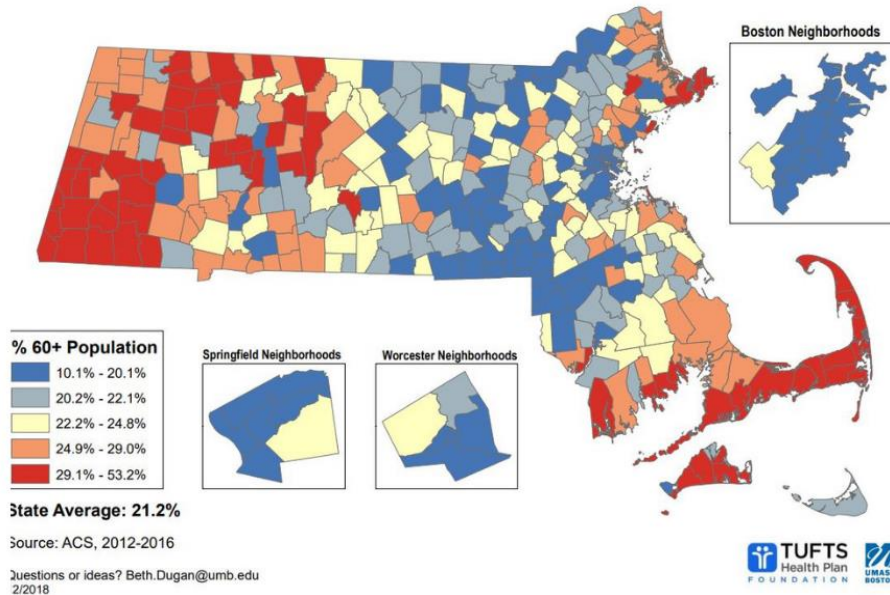 Boston Neighborhoods
% 60+ Population
10.1% - 20.1%
20.2% - 22.1%
22.2% - 24.8%
24.9% - 29.0%
29.1% - 53.2%
Springfield Neighborhoods
Worcester Neighborhoods
State Average: 21.2%
Source: ACS, 2012-2016
Questions or ideas? Beth.Dugan@umb.edu
2/2018
TUFTS
Health Plan
FOUNDATION
UMAS
BOSTO